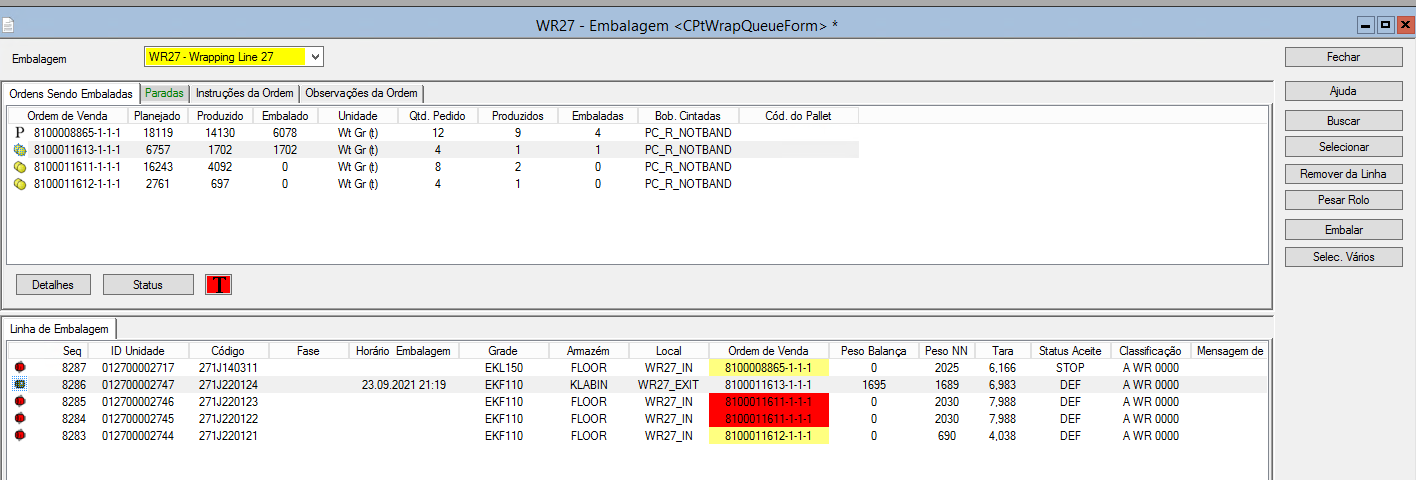 WR27 - Embalagem <CPtWrapQueueForm> *
Embalagem WR27 - Wrapping Line 27 Fechar
Ordens Sendo Embaladas Paradas Instruções da Ordem Observações da Ordem Ajuda
Ordem de Venda Planejado Produzido Embalado Unidade Qtd. Pedido Produzidos Embaladas Bob. Cintadas Cód. do Pallet Buscar
P 8100008865-1-1-1 18119 14130 6078 Wt Gr (t) 12 9 4 PC_R_NOTBAND
8100011613-1-1-1 6757 1702 1702 Wt Gr (t) 4 1 1 PC_R_NOTBAND Selecionar
8100011611-1-1-1 16243 4092 0 Wt Gr (t) 8 2 0 PC_R_NOTBAND Remover da Linha
8100011612-1-1-1 2761 697 0 Wt Gr (t) 4 1 0 PC_R_NOTBAND
Pesar Rolo
Embalar
Selec. Vários
Detalhes Status T
Linha de Embalagem
Seq ID Unidade Código Fase Horário Embalagem Grade Armazém Local Ordem de Venda Peso Balança Peso NN Tara Status Aceite Classificação Mensagem de
8287 012700002717 271J140311 EKL150 FLOOR WR27_IN 8100008865-1-1-1 0 2025 6,166 STOP A WR 0000
8286 012700002747 271J220124 23.09.2021 21:19 EKF110 KLABIN WR27_EXIT 8100011613-1-1-1 1695 1689 6,983 DEF A WR 0000
8285 012700002746 271J220123 EKF110 FLOOR WR27_IN 8100011611-1-1-1 0 2030 7,988 DEF A WR 0000
8284 012700002745 271J220122 EKF110 FLOOR WR27_IN 8100011611-1-1-1 0 2030 7,988 DEF A WR 0000
8283 012700002744 271J220121 EKF110 FLOOR WR27_IN 8100011612-1-1-1 0 690 4,038 DEF A WR 0000